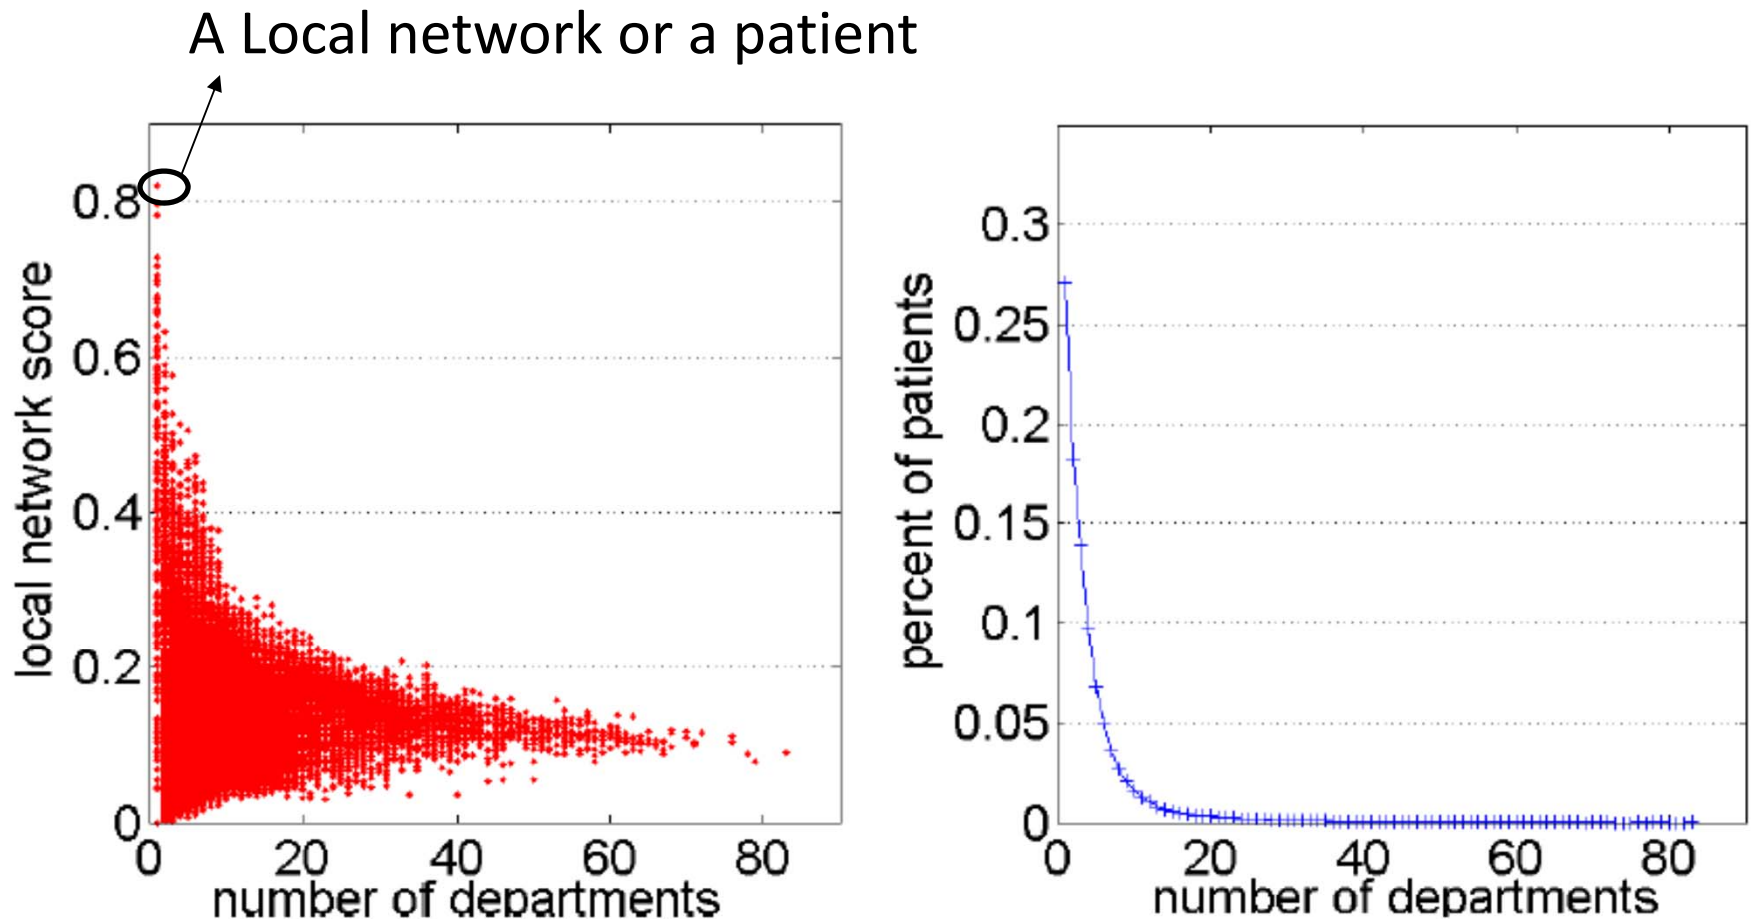 A Local network or a patient
local network score
0.8
0.6
0.4
0.2
0
0 20 40 60 80
number of departments
percent of patients
0.3
0.25
0.2
0.15
0.1
0.05
0
0 20 40 60 80
number of departments